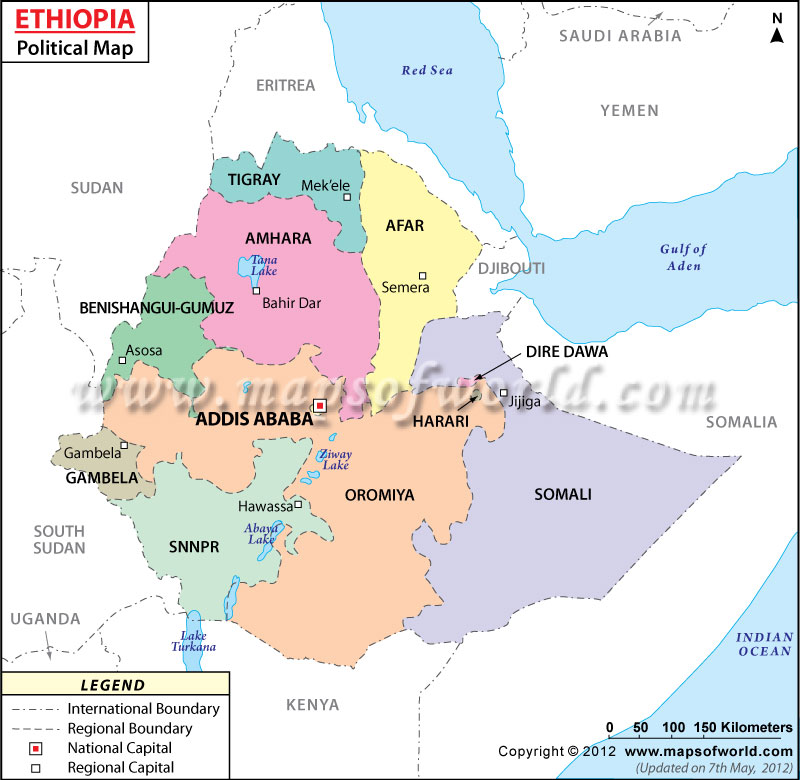 ETHIOPIA
Political Map
N
SAUDI ARABIA
Red Sea
ERITREA
YEMEN
SUDAN
TIGRAY
Mek'ele
AFAR
AMHARA
Tana
Lake
Gulf of
Aden
DJIBOUTI
Semera
Bahir Dar
BENISHANGUI-GUMUZ
Asosa
DIRE DAWA
www.mapsofworld.com
Jijiga
ADDIS ABABA
HARARI
SOMALIA
Gambela
Ziway
Lake
GAMBELA
OROMIYA
SOMALI
Hawassa
Abaya
Lake
SOUTH
SUDAN
SNNPR
UGANDA
Lake
Turkana
INDIAN
OCEAN
KENYA
LEGEND
International Boundary
Regional Boundary
National Capital
Regional Capital
0 50 100 150 Kilometers
Copyright © 2012 www.mapsofworld.com
(Updated on 7th May, 2012)